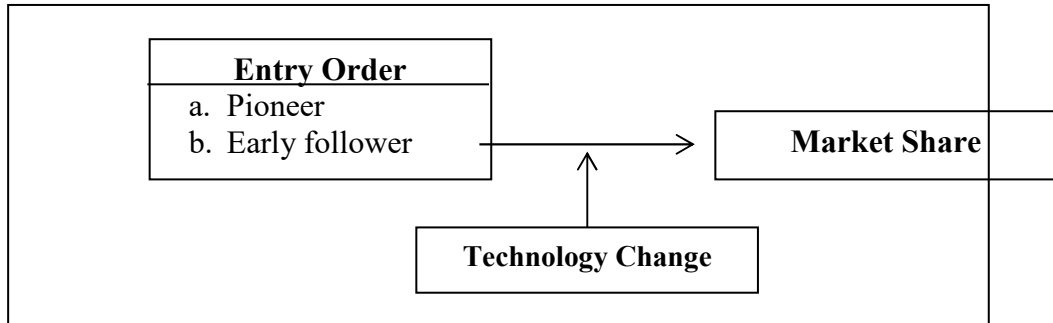 Entry Order
a. Pioneer
b. Early follower
Market Share
Technology Change